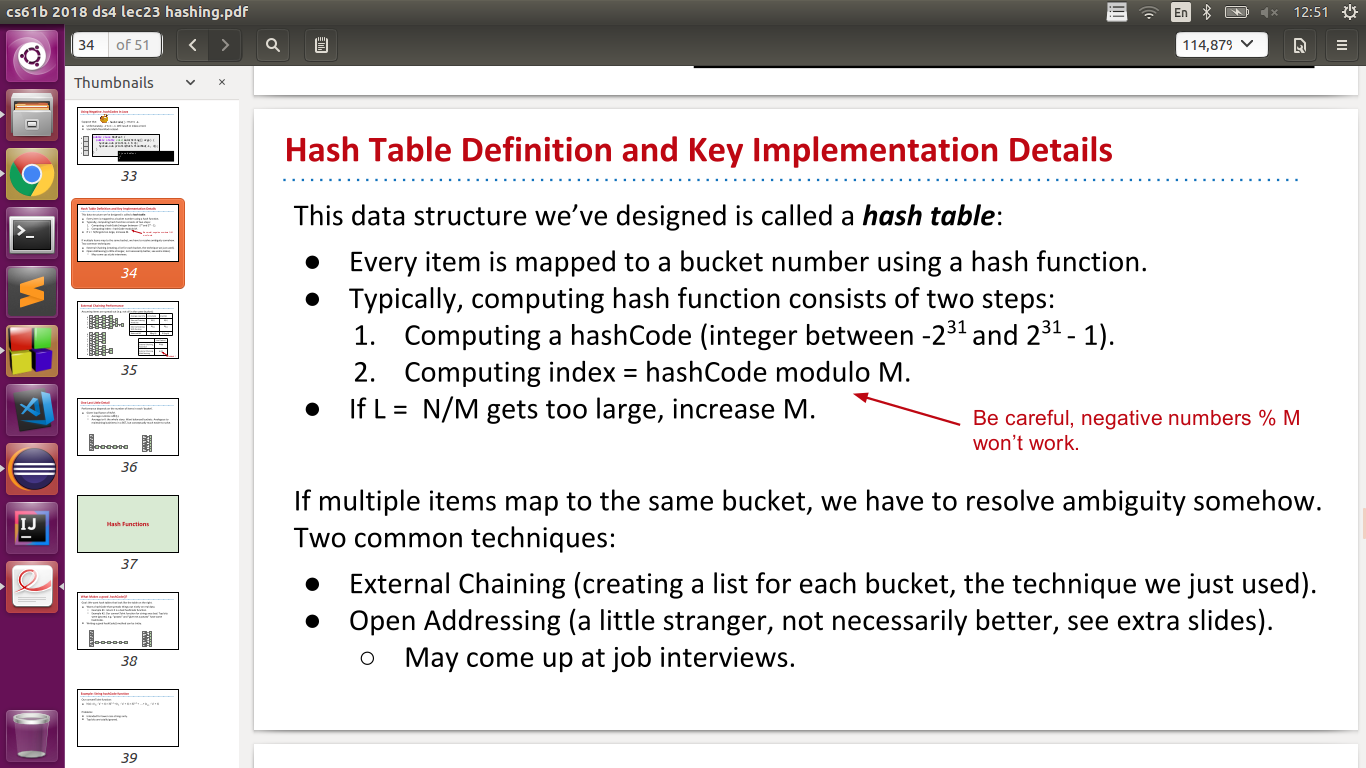 cs61b 2018 ds4 lec23 hashing.pdf
En
12:51
34 of 51
114,87%
Thumbnails
33
34
35
36
Hash Functions
37
38
39
Hash Table Definition and Key Implementation Details
This data structure we've designed is called a hash table:
● Every item is mapped to a bucket number using a hash function.
● Typically, computing hash function consists of two steps:
1. Computing a hashCode (integer between -2³¹ and 2³¹ - 1).
2. Computing index = hashCode modulo M.
● If L = N/M gets too large, increase M.
Be careful, negative numbers % M
won't work.
If multiple items map to the same bucket, we have to resolve ambiguity somehow.
Two common techniques:
● External Chaining (creating a list for each bucket, the technique we just used).
● Open Addressing (a little stranger, not necessarily better, see extra slides).
○ May come up at job interviews.